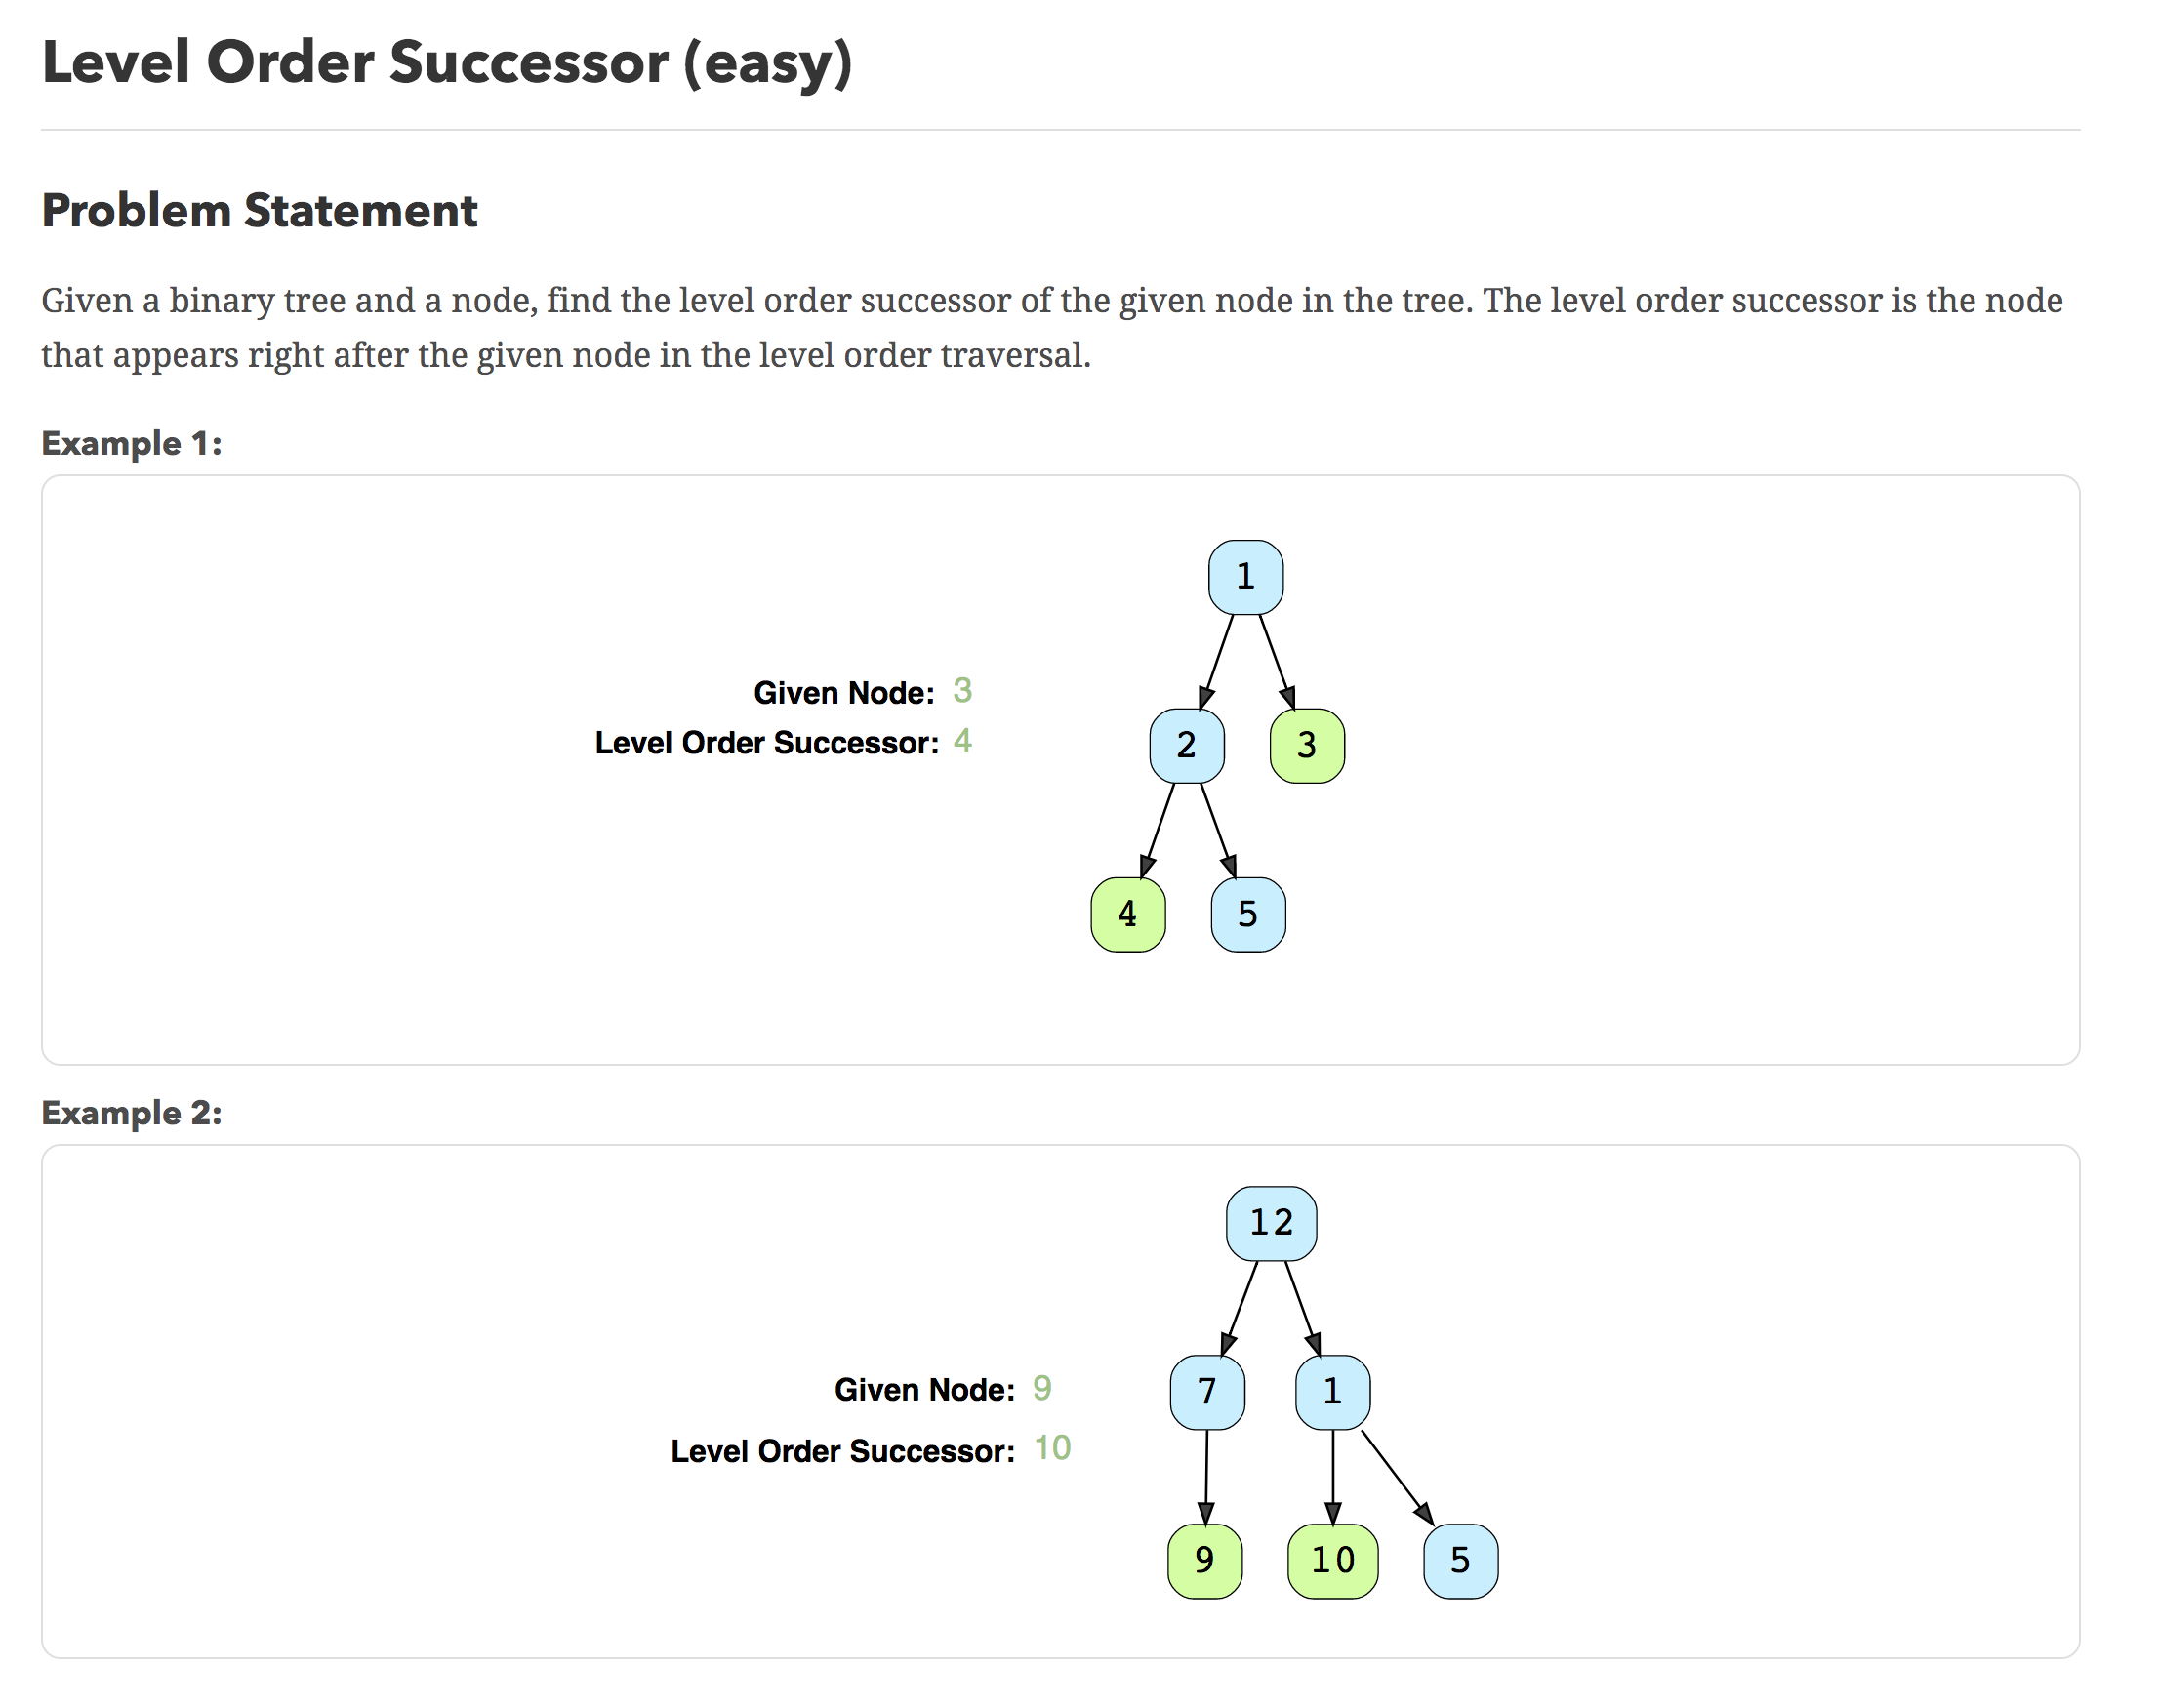 Level Order Successor (easy)
Problem Statement
Given a binary tree and a node, find the level order successor of the given node in the tree. The level order successor is the node
that appears right after the given node in the level order traversal.
Example 1:
1
Given Node: 3
Level Order Successor: 4
2 3
4 5
Example 2:
12
Given Node: 9
7 1
Level Order Successor: 10
9 10 5